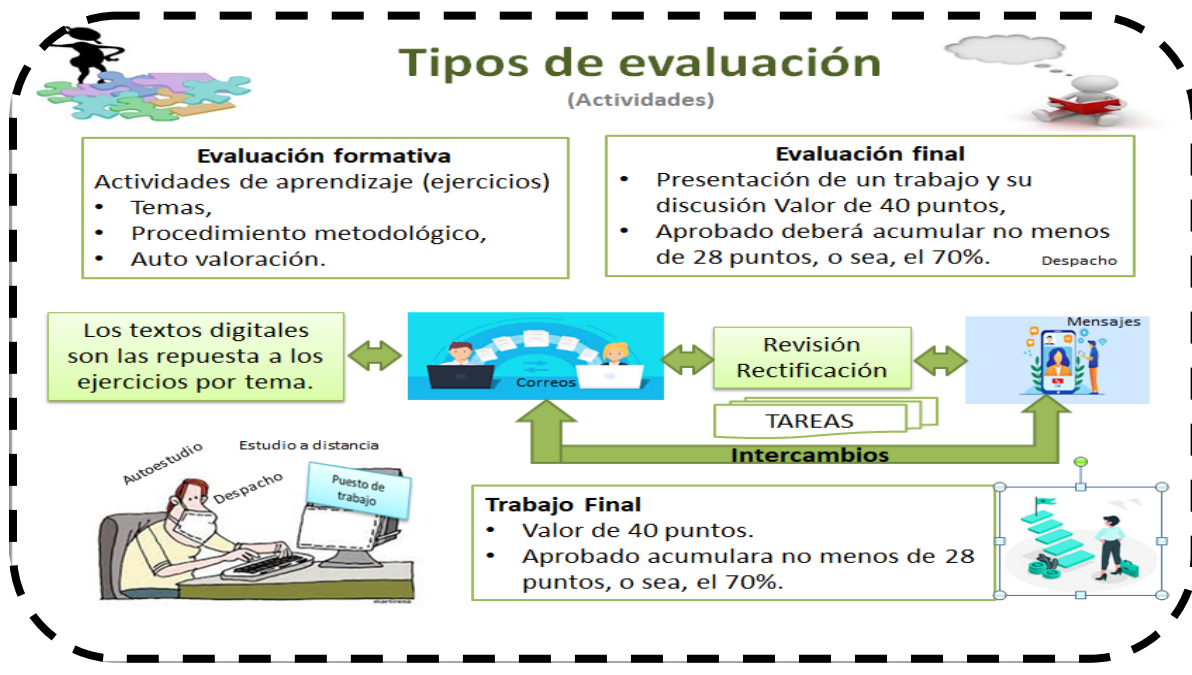 Tipos de evaluación
(Actividades)
Evaluación formativa
Actividades de aprendizaje (ejercicios)
• Temas,
• Procedimiento metodológico,
• Auto valoración.
Evaluación final
• Presentación de un trabajo y su
discusión Valor de 40 puntos,
• Aprobado deberá acumular no menos
de 28 puntos, o sea, el 70%.
Despacho
Los textos digitales
son las repuesta a los
ejercicios por tema.
Correos
Revisión
Rectificación
Mensajes
TAREAS
Intercambios
Autoestudio
Estudio a distancia
Despacho
Puesto de
trabajo
martirena
Trabajo Final
• Valor de 40 puntos.
• Aprobado acumulara no menos de 28
puntos, o sea, el 70%.